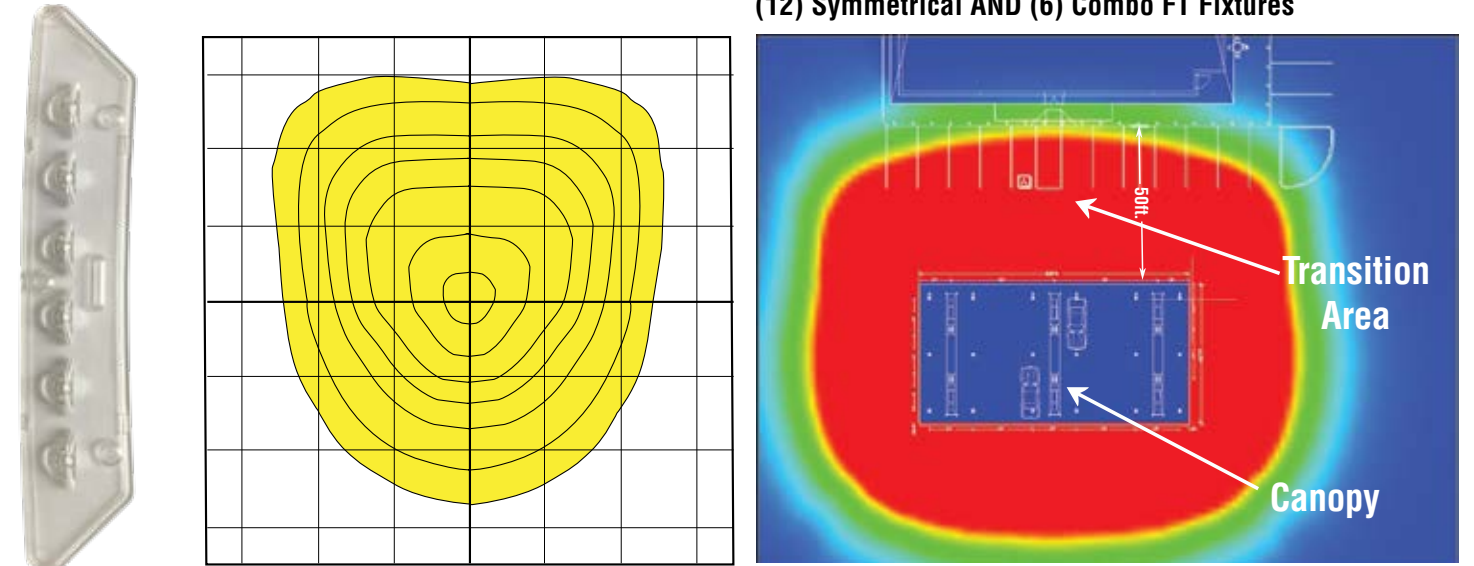 (12) Symmetrical AND (6) Combo FT Fixtures
50ft.
Transition
Area
Canopy